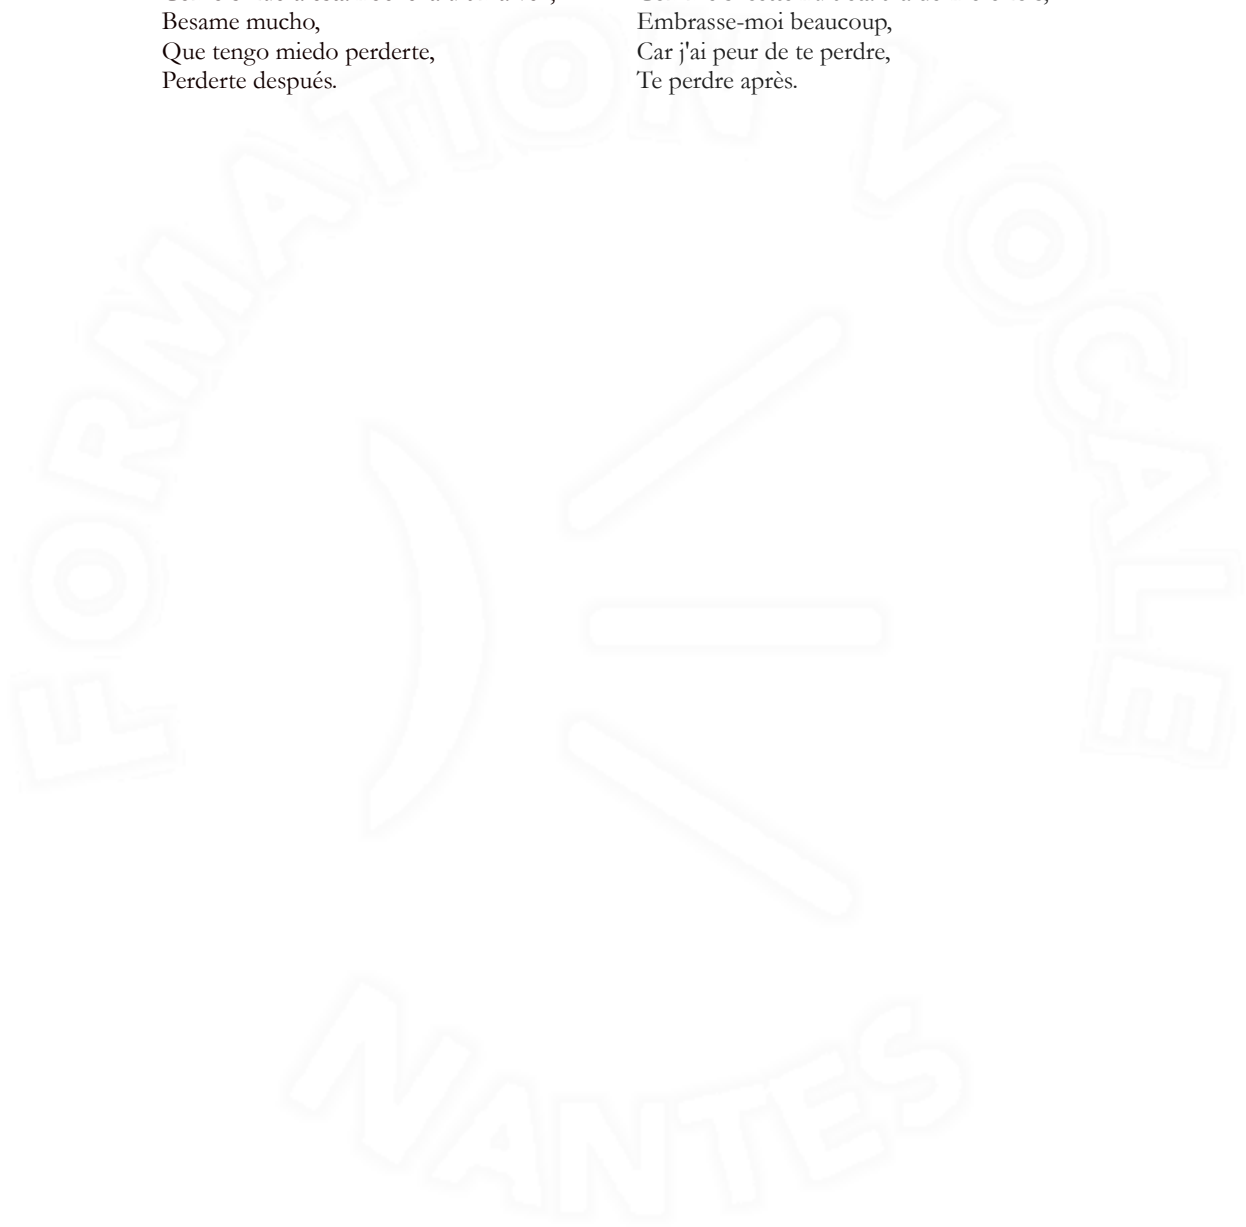 Besame mucho,
Que tengo miedo perderte,
Perderte después.
Embrasse-moi beaucoup,
Car j'ai peur de te perdre,
Te perdre après.
FORMATION VOCALE
NANTES